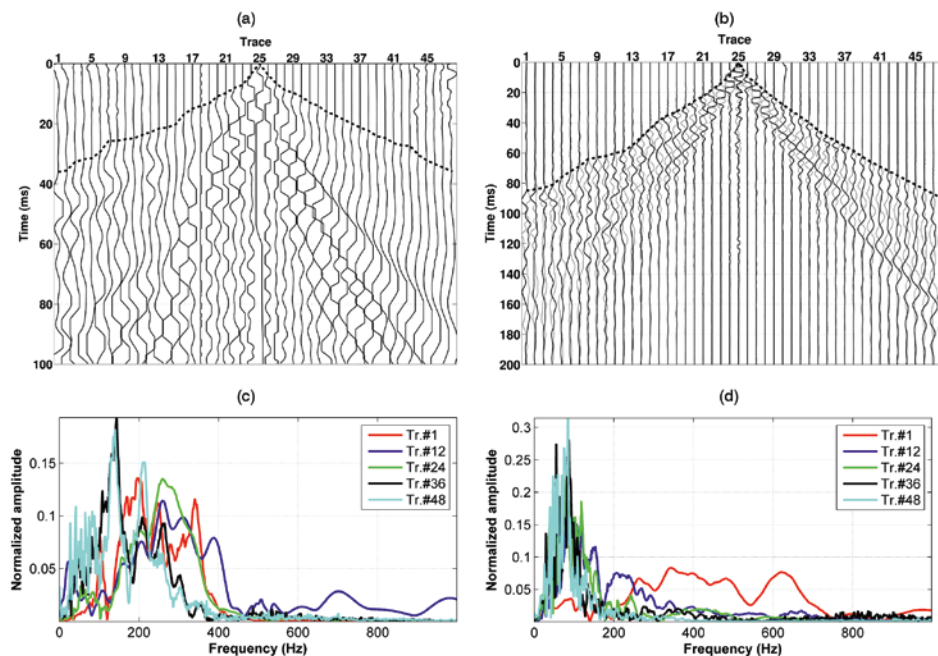 (a)
Trace
1 5 9 13 17 21 25 29 33 37 41 45
0
20
40
60
80
100
Time (ms)
(b)
Trace
1 5 9 13 17 21 25 29 33 37 41 45
0
20
40
60
80
90
100
120
140
160
180
200
Time (ms)
(c)
Normalized amplitude
0.15
0.1
0.05
0 200 400 600 800
Frequency (Hz)
Tr.#1
Tr.#12
Tr.#24
Tr.#36
Tr.#48
(d)
Normalized amplitude
0.3
0.25
0.2
0.15
0.1
0.05
0 200 400 600 800
Frequency (Hz)
Tr.#1
Tr.#12
Tr.#24
Tr.#36
Tr.#48